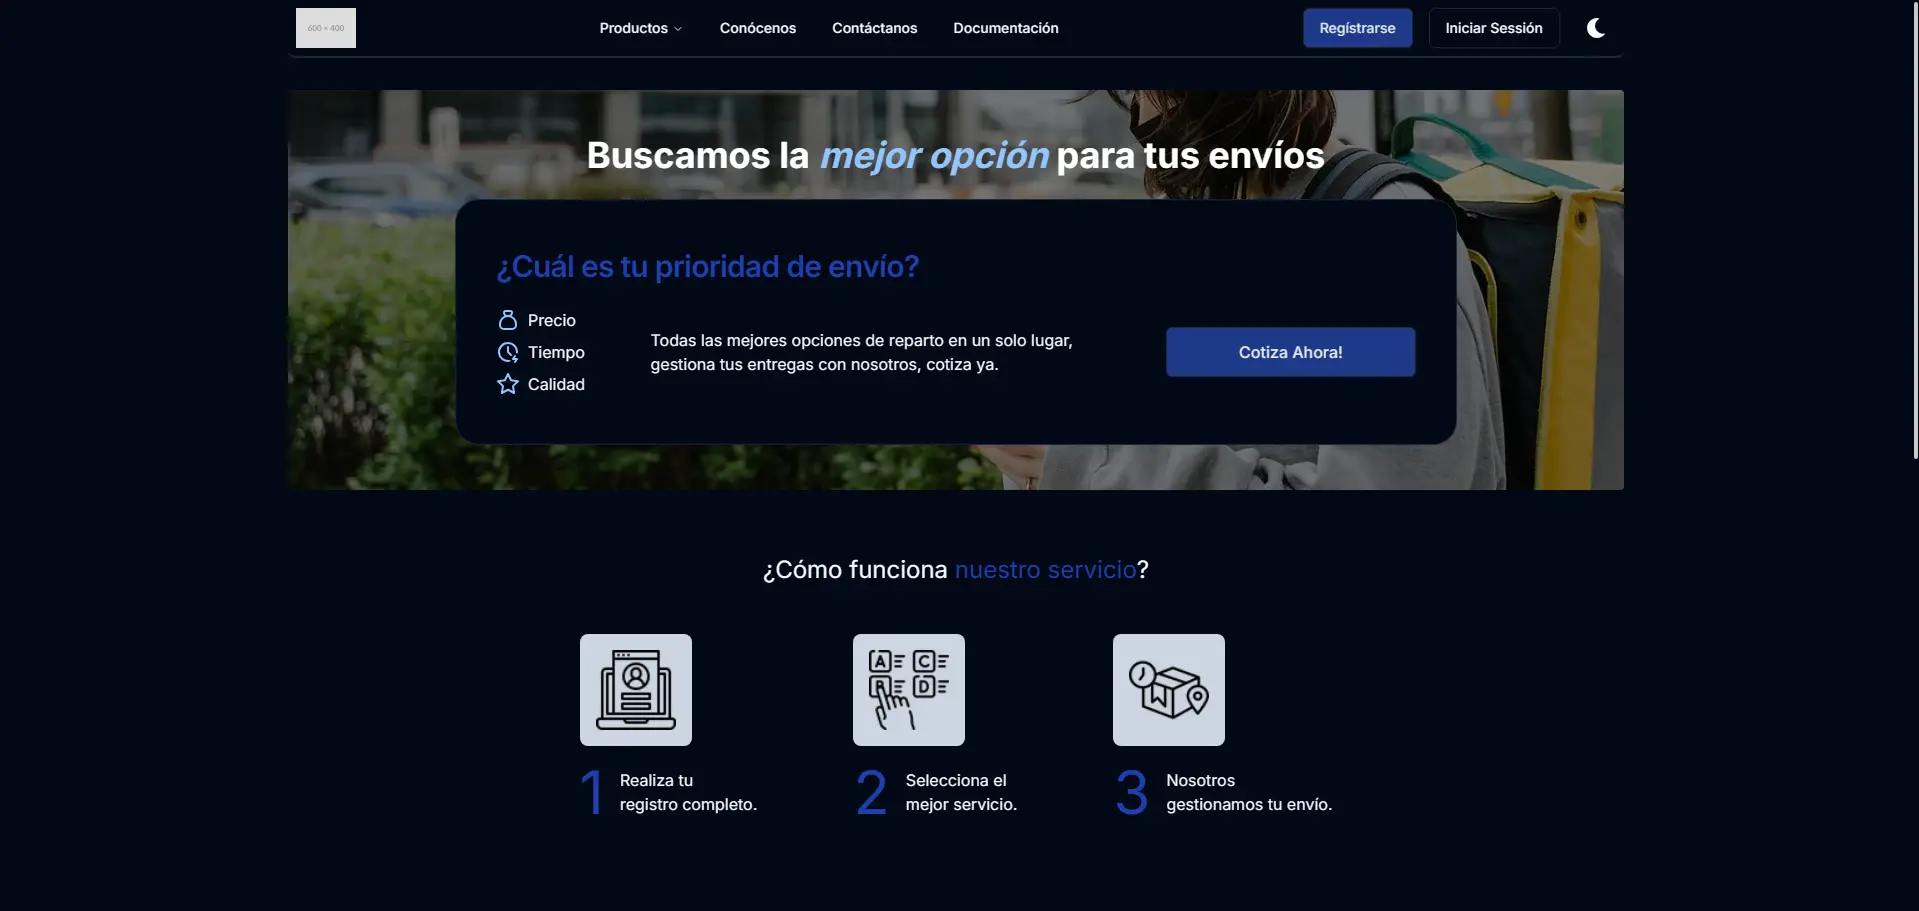 600 × 400
Productos
Conócenos
Contáctanos
Documentación
Regístrarse
Iniciar Sessión
Buscamos la mejor opción para tus envíos
¿Cuál es tu prioridad de envío?
Precio
Tiempo
Calidad
Todas las mejores opciones de reparto en un solo lugar,
gestiona tus entregas con nosotros, cotiza ya.
Cotiza Ahora!
¿Cómo funciona nuestro servicio?
A
C
B
D
1
Realiza tu
registro completo.
2
Selecciona el
mejor servicio.
3
Nosotros
gestionamos tu envío.